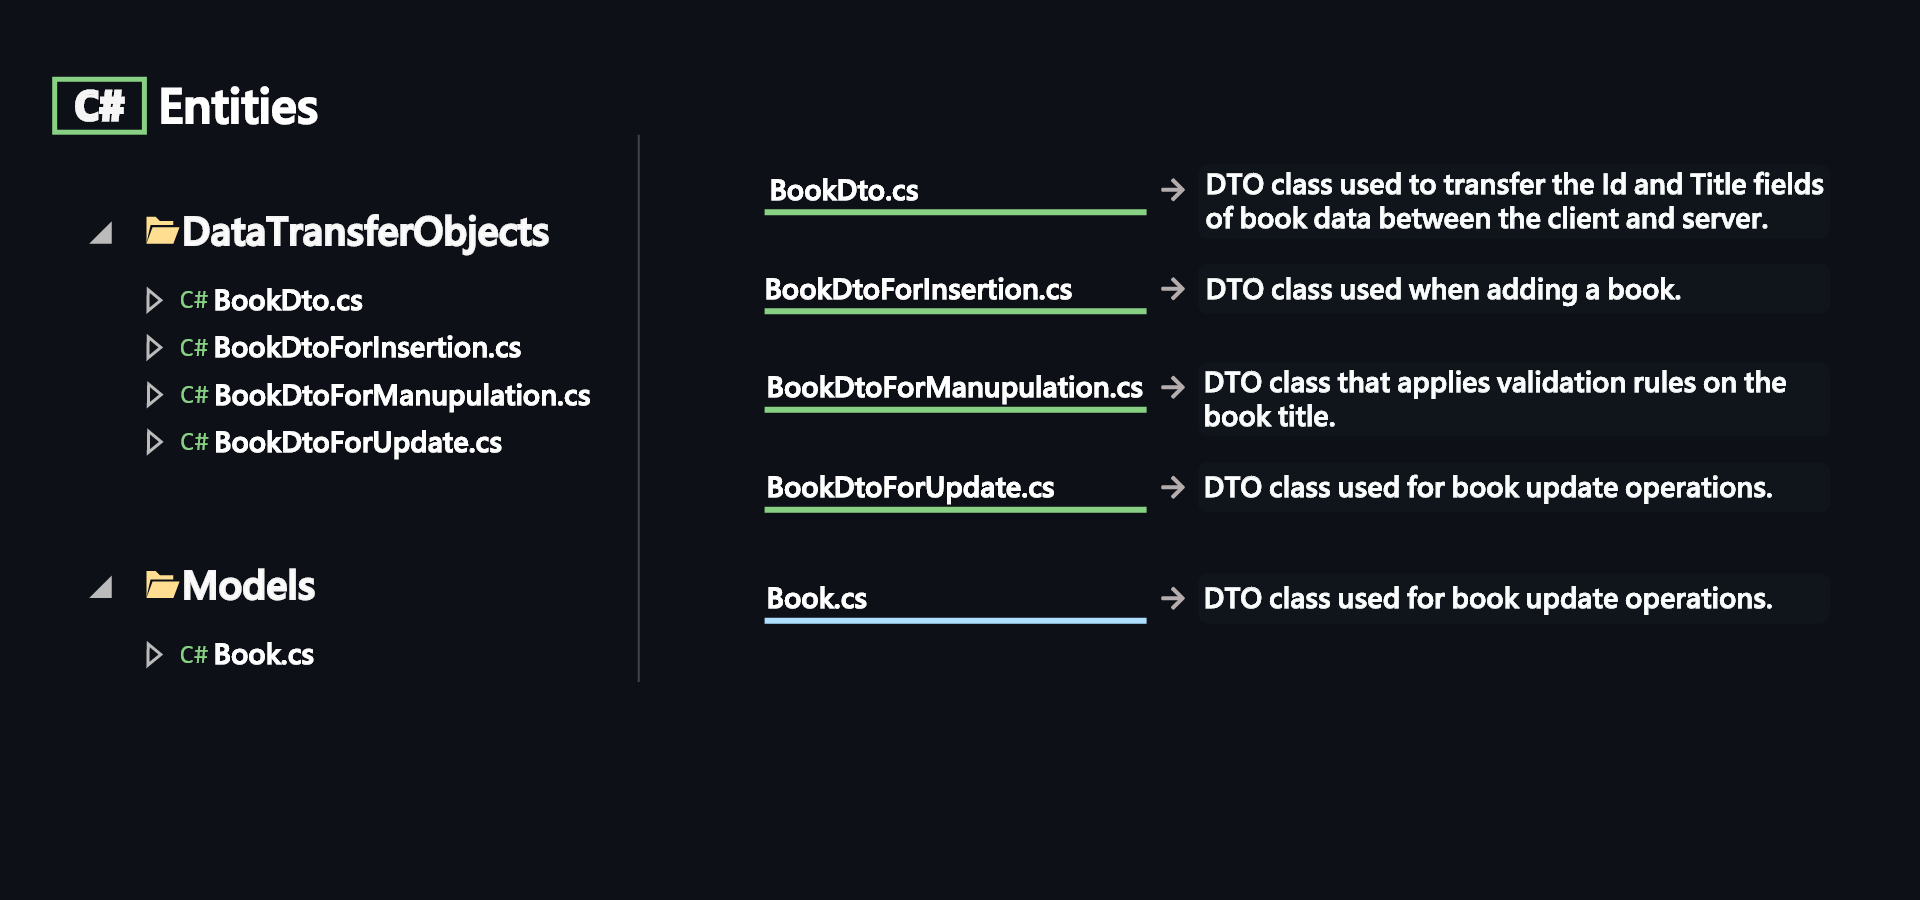 C# Entities
DataTransferObjects
C# BookDto.cs
C# BookDtoForInsertion.cs
C# BookDtoForManupulation.cs
C# BookDtoForUpdate.cs
Models
C# Book.cs
BookDto.cs → DTO class used to transfer the Id and Title fields
of book data between the client and server.
BookDtoForInsertion.cs → DTO class used when adding a book.
BookDtoForManupulation.cs → DTO class that applies validation rules on the
book title.
BookDtoForUpdate.cs → DTO class used for book update operations.
Book.cs → DTO class used for book update operations.